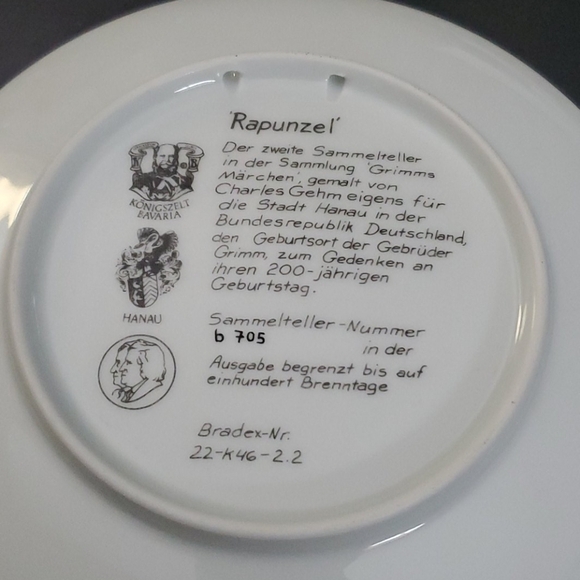 'Rapunzel'
Der zweite Sammelteller
in der Sammlung 'Grimms
Märchen', gemalt von
Charles Gehm eigens für
die Stadt Hanau in der
Bundesrepublik Deutschland,
den Geburtsort der Gebrüder
Grimm, zum Gedenken an
ihren 200-jährigen
Geburtstag.
KÖNIGSZELT
BAVARIA
HANAU
Sammelteller-Nummer
b 705
in der
Ausgabe begrenzt bis auf
einhundert Brenntage
Bradex-Nr.
22-K46-2.2